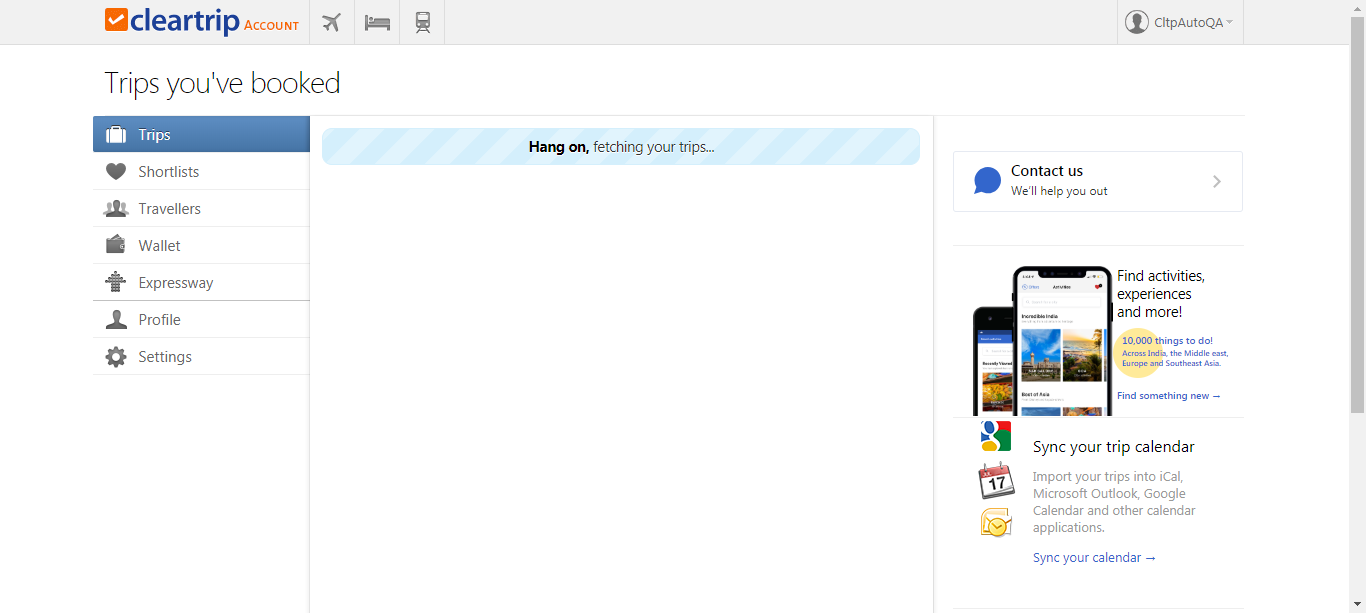 cleartrip ACCOUNT
CltpAutoQA
Trips you've booked
Trips
Shortlists
Travellers
Wallet
Expressway
Profile
Settings
Hang on, fetching your trips...
Contact us
We'll help you out
Activities
Incredible India
Best of Asia
Find activities,
experiences
and more!
10,000 things to do!
Across India, the Middle east,
Europe and Southeast Asia.
Find something new →
17
Sync your trip calendar
Import your trips into iCal,
Microsoft Outlook, Google
Calendar and other calendar
applications.
Sync your calendar →